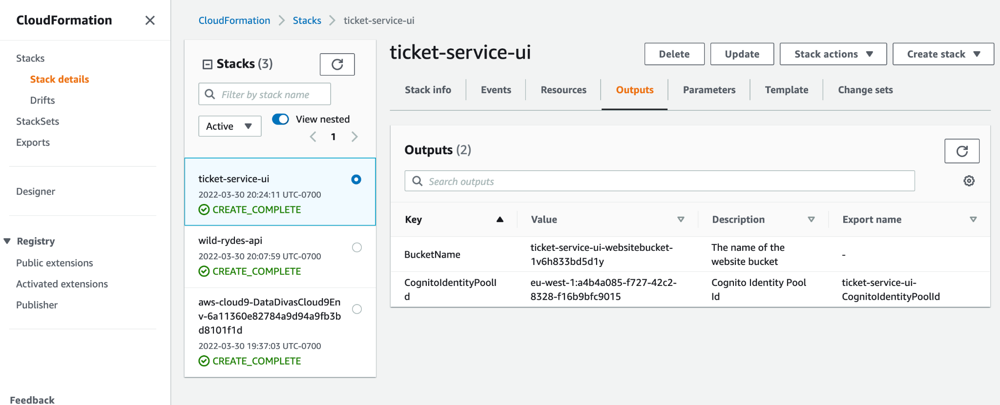 CloudFormation
Stacks
Stack details
Drifts
StackSets
Exports
Designer
Registry
Public extensions
Activated extensions
Publisher
Feedback
CloudFormation
Stacks
ticket-service-ui
Stacks (3)
Filter by stack name
Active
View nested
1
ticket-service-ui
2022-03-30 20:24:11 UTC-0700
CREATE_COMPLETE
wild-rydes-api
2022-03-30 20:07:59 UTC-0700
CREATE_COMPLETE
aws-cloud9-DataDivasCloud9En
v-6a11360e82784a9d94a9fb3b
d8101f1d
2022-03-30 19:37:03 UTC-0700
CREATE_COMPLETE
ticket-service-ui
Delete
Update
Stack actions
Create stack
Stack info
Events
Resources
Outputs
Parameters
Template
Change sets
Outputs (2)
Search outputs
Key
Value
Description
Export name
BucketName
ticket-service-ui-websitebucket-
1v6h833bd5d1y
The name of the
website bucket
-
CognitoIdentityPoolI
d
eu-west-1:a4b4a085-f727-42c2-
8328-f16b9bfc9015
Cognito Identity Pool
Id
ticket-service-ui-
CognitoIdentityPoolId